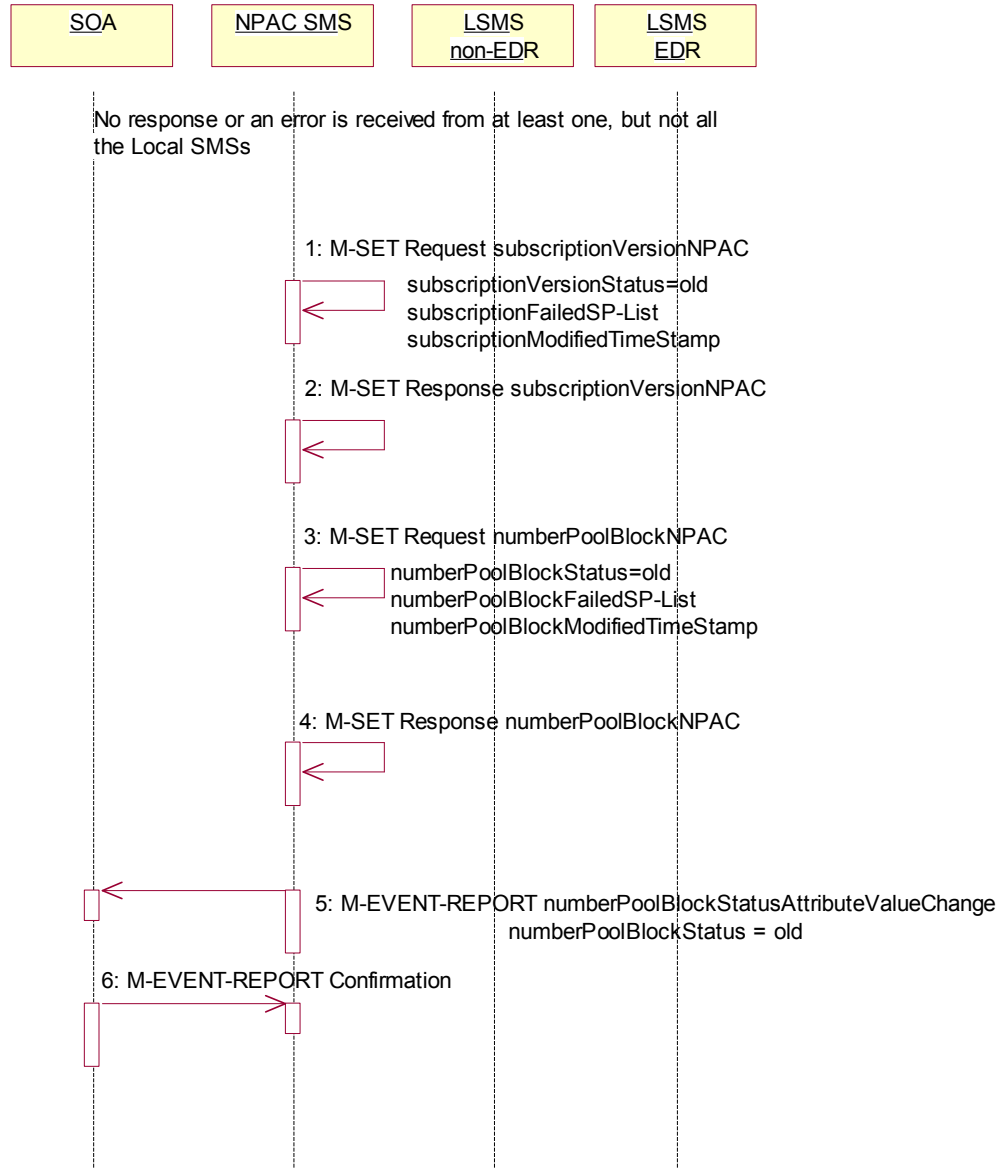 SOA
NPAC SMS
LSMS
non-EDR
LSMS
EDR
No response or an error is received from at least one, but not all
the Local SMSs
1: M-SET Request subscriptionVersionNPAC
subscriptionVersionStatus=old
subscriptionFailedSP-List
subscriptionModifiedTimeStamp
2: M-SET Response subscriptionVersionNPAC
3: M-SET Request numberPoolBlockNPAC
numberPoolBlockStatus=old
numberPoolBlockFailedSP-List
numberPoolBlockModifiedTimeStamp
4: M-SET Response numberPoolBlockNPAC
5: M-EVENT-REPORT numberPoolBlockStatusAttributeValueChange
numberPoolBlockStatus = old
6: M-EVENT-REPORT Confirmation